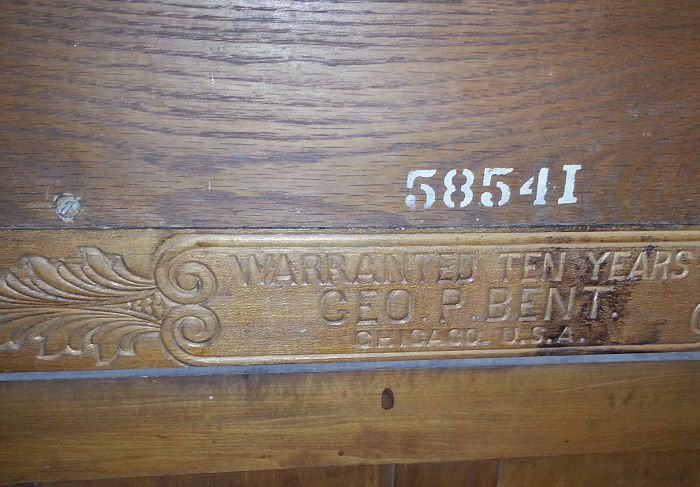 58541
WARRANTED TEN YEARS
GEO. P. BENT.
CHICAGO. U.S.A.